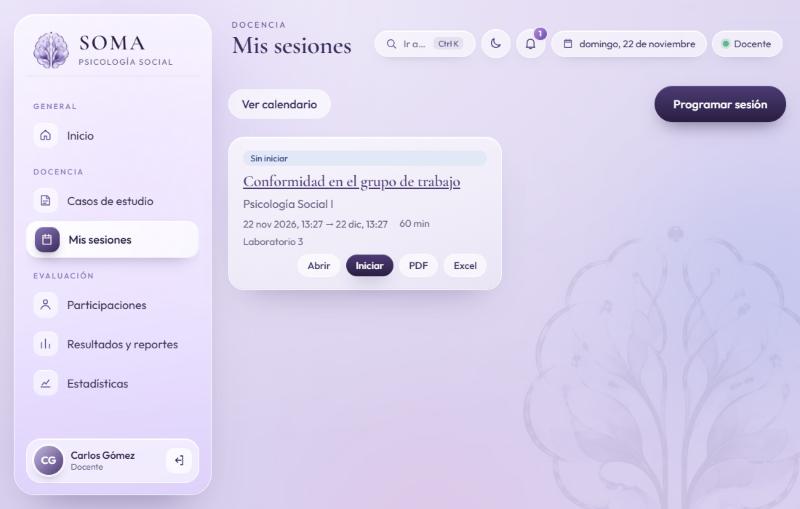 SOMA
PSICOLOGÍA SOCIAL
GENERAL
Inicio
DOCENCIA
Casos de estudio
Mis sesiones
EVALUACIÓN
Participaciones
Resultados y reportes
Estadísticas
CG
Carlos Gómez
Docente
DOCENCIA
Mis sesiones
Ir a...
Ctrl K
1
domingo, 22 de noviembre
Docente
Ver calendario
Programar sesión
Sin iniciar
Conformidad en el grupo de trabajo
Psicología Social I
22 nov 2026, 13:27 → 22 dic, 13:27 60 min
Laboratorio 3
Abrir Iniciar PDF Excel